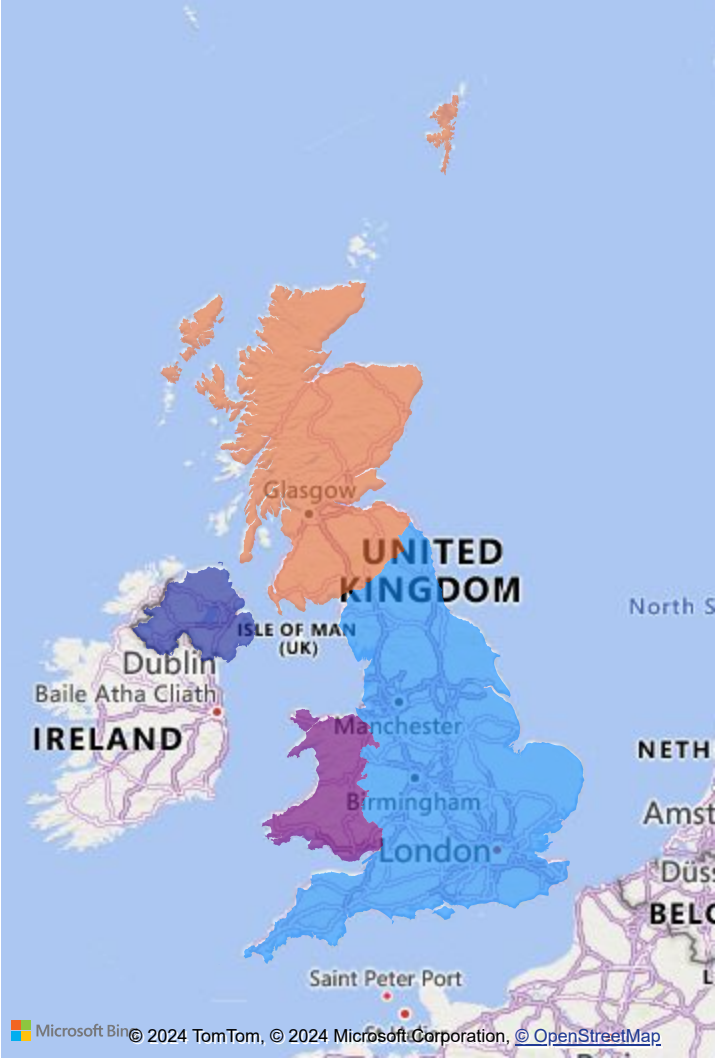 Glasgow
UNITED
KINGDOM
North S
ISLE OF MAN
(UK)
Dublin
Baile Atha Cliath
IRELAND
Manchester
NETH
Birmingham
Amst
London
Düss
BELG
L
Saint Peter Port
Microsoft Bing
© 2024 TomTom, © 2024 Microsoft Corporation, © OpenStreetMap